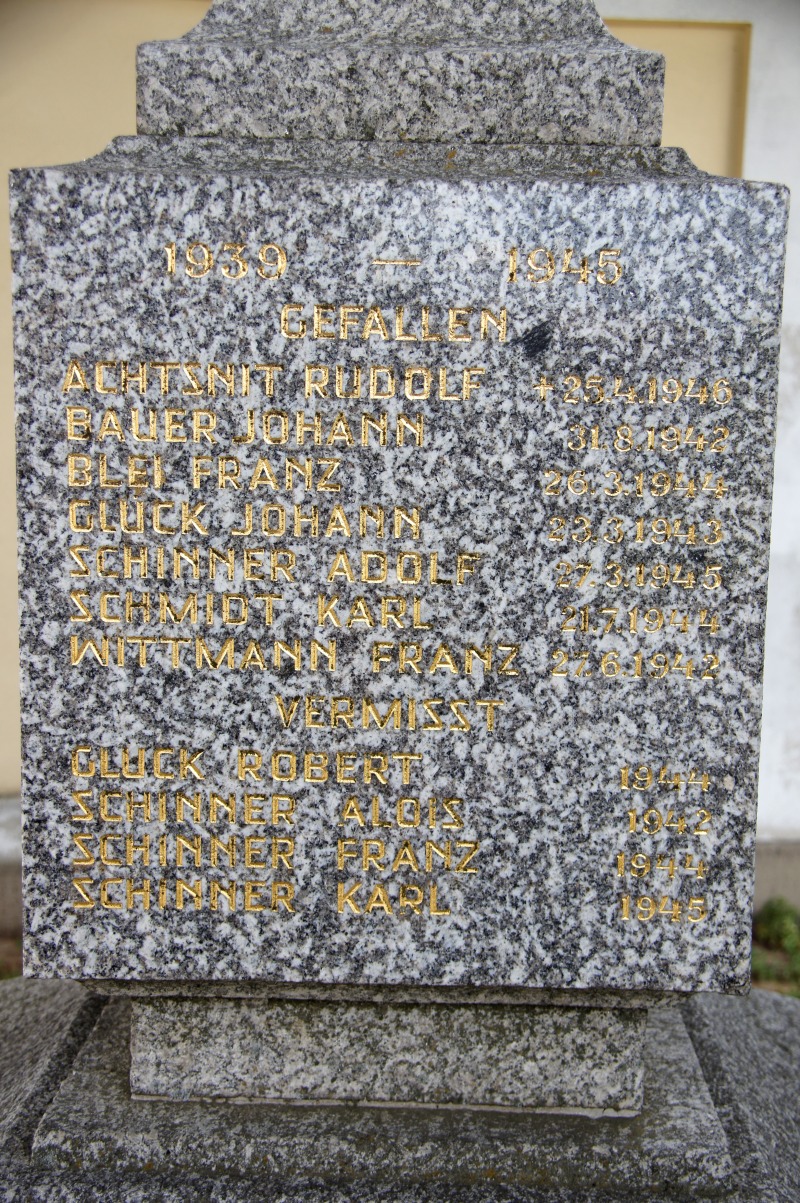 1939 — 1945
GEFALLEN
ACHTSNIT RUDOLF +25.4.1946
BAUER JOHANN 31.8.1942
BLEI FRANZ 26.3.1944
GLÜCK JOHANN 23.3.1943
SCHINNER ADOLF 27.3.1945
SCHMIDT KARL 21.7.1944
WITTMANN FRANZ 27.6.1942
VERMISST
GLÜCK ROBERT 1944
SCHINNER ALOIS 1942
SCHINNER FRANZ 1944
SCHINNER KARL 1945